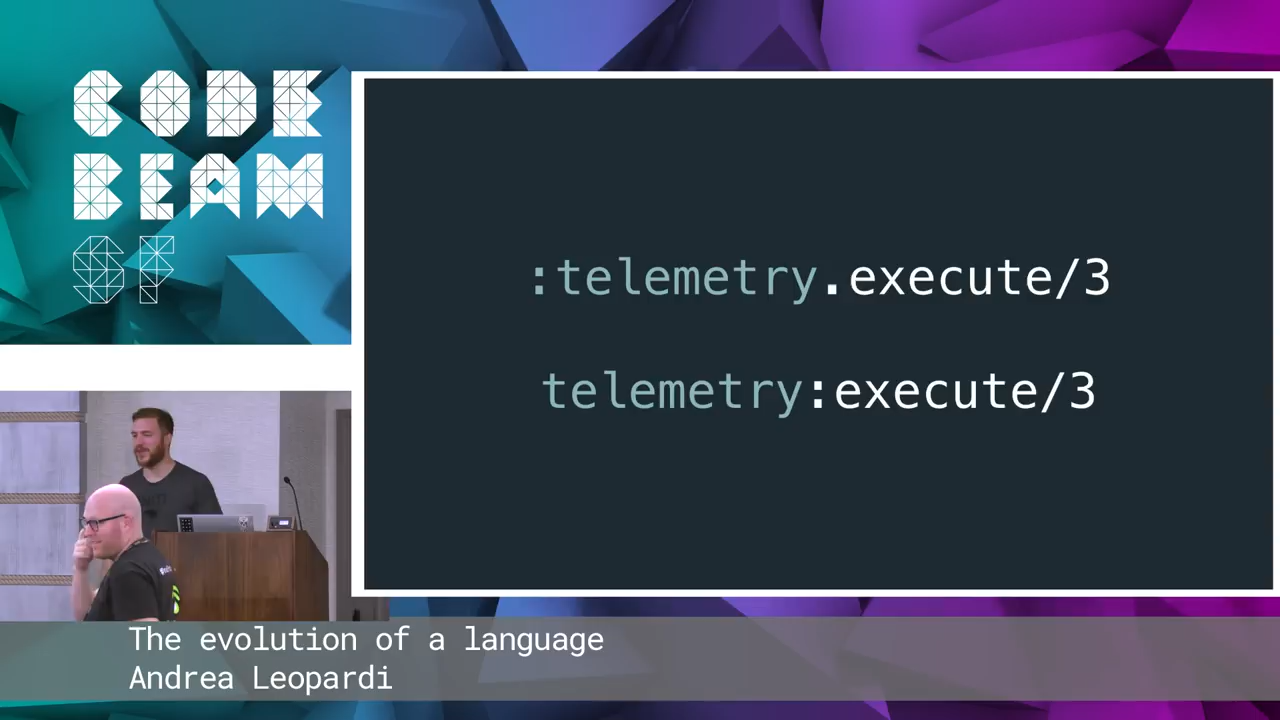 CODE
BEAM
SF
:telemetry.execute/3
telemetry:execute/3
The evolution of a language
Andrea Leopardi